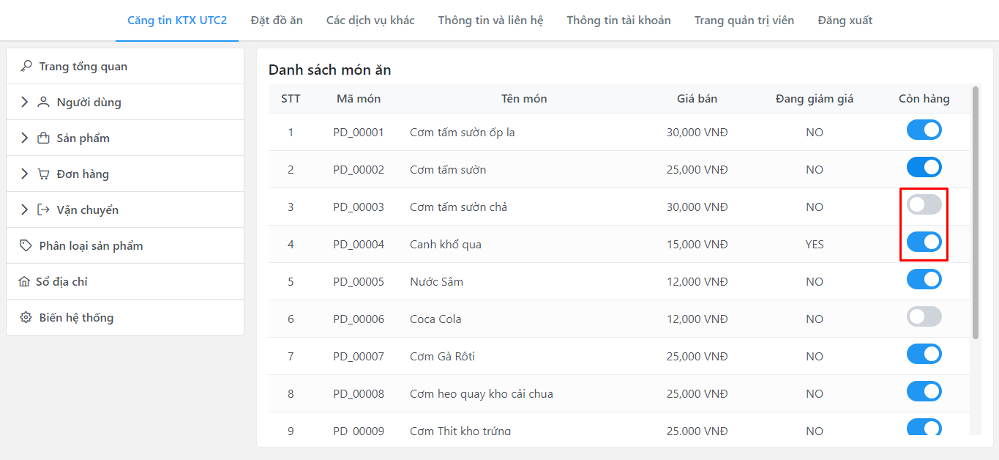 Căng tin KTX UTC2 Đặt đồ ăn Các dịch vụ khác Thông tin và liên hệ Thông tin tài khoản Trang quản trị viên Đăng xuất
Trang tổng quan
Người dùng
Sản phẩm
Đơn hàng
Vận chuyển
Phân loại sản phẩm
Sổ địa chỉ
Biến hệ thống
Danh sách món ăn
STT Mã món Tên món Giá bán Đang giảm giá Còn hàng
1 PD_00001 Cơm tấm sườn ốp la 30,000 VNĐ NO
2 PD_00002 Cơm tấm sườn 25,000 VNĐ NO
3 PD_00003 Cơm tấm sườn chả 30,000 VNĐ NO
4 PD_00004 Canh khổ qua 15,000 VNĐ YES
5 PD_00005 Nước Sâm 12,000 VNĐ NO
6 PD_00006 Coca Cola 12,000 VNĐ NO
7 PD_00007 Cơm Gà Rôti 25,000 VNĐ NO
8 PD_00008 Cơm heo quay kho cải chua 25,000 VNĐ NO
9 PD_00009 Cơm Thịt kho trứng 25,000 VNĐ NO